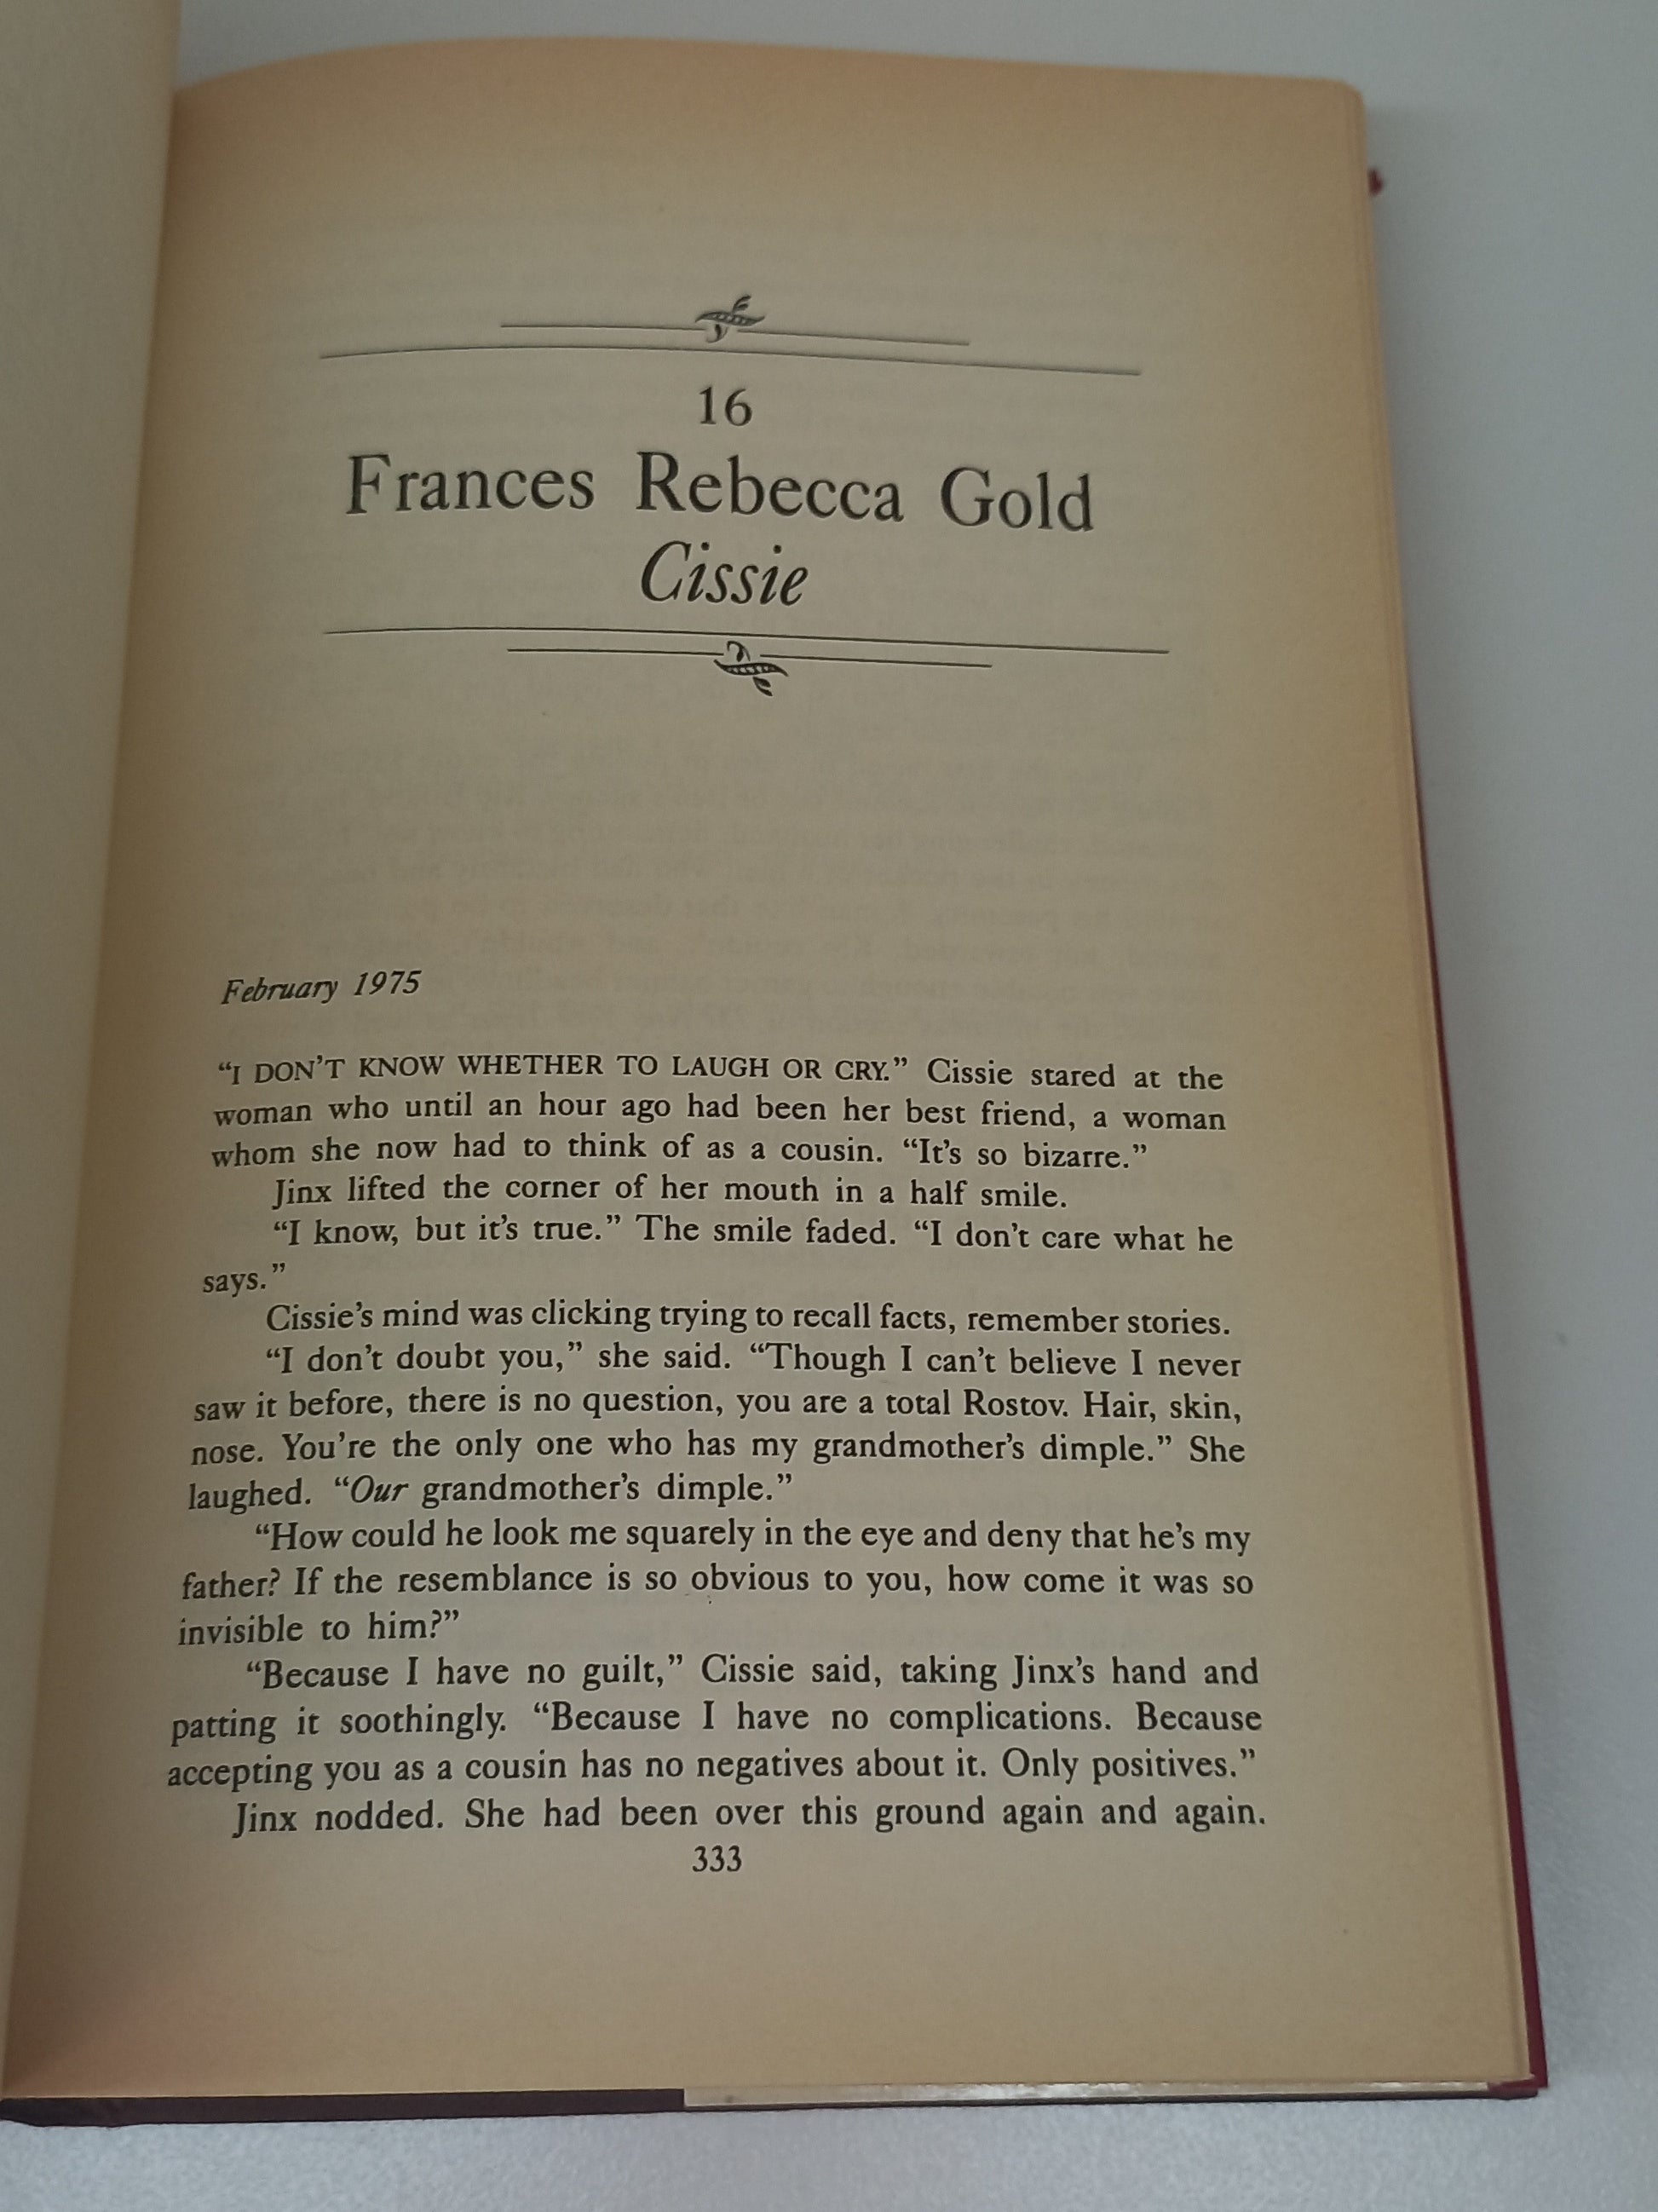 16
Frances Rebecca Gold
Cissie
February 1975
“I DON’T KNOW WHETHER TO LAUGH OR CRY.” Cissie stared at the
woman who until an hour ago had been her best friend, a woman
whom she now had to think of as a cousin. “It’s so bizarre.”
Jinx lifted the corner of her mouth in a half smile.
“I know, but it’s true.” The smile faded. “I don’t care what he
says.”
Cissie’s mind was clicking trying to recall facts, remember stories.
“I don’t doubt you,” she said. “Though I can’t believe I never
saw it before, there is no question, you are a total Rostov. Hair, skin,
nose. You’re the only one who has my grandmother’s dimple.” She
laughed. “Our grandmother’s dimple.”
“How could he look me squarely in the eye and deny that he’s my
father? If the resemblance is so obvious to you, how come it was so
invisible to him?”
“Because I have no guilt,” Cissie said, taking Jinx’s hand and
patting it soothingly. “Because I have no complications. Because
accepting you as a cousin has no negatives about it. Only positives.”
Jinx nodded. She had been over this ground again and again.
333